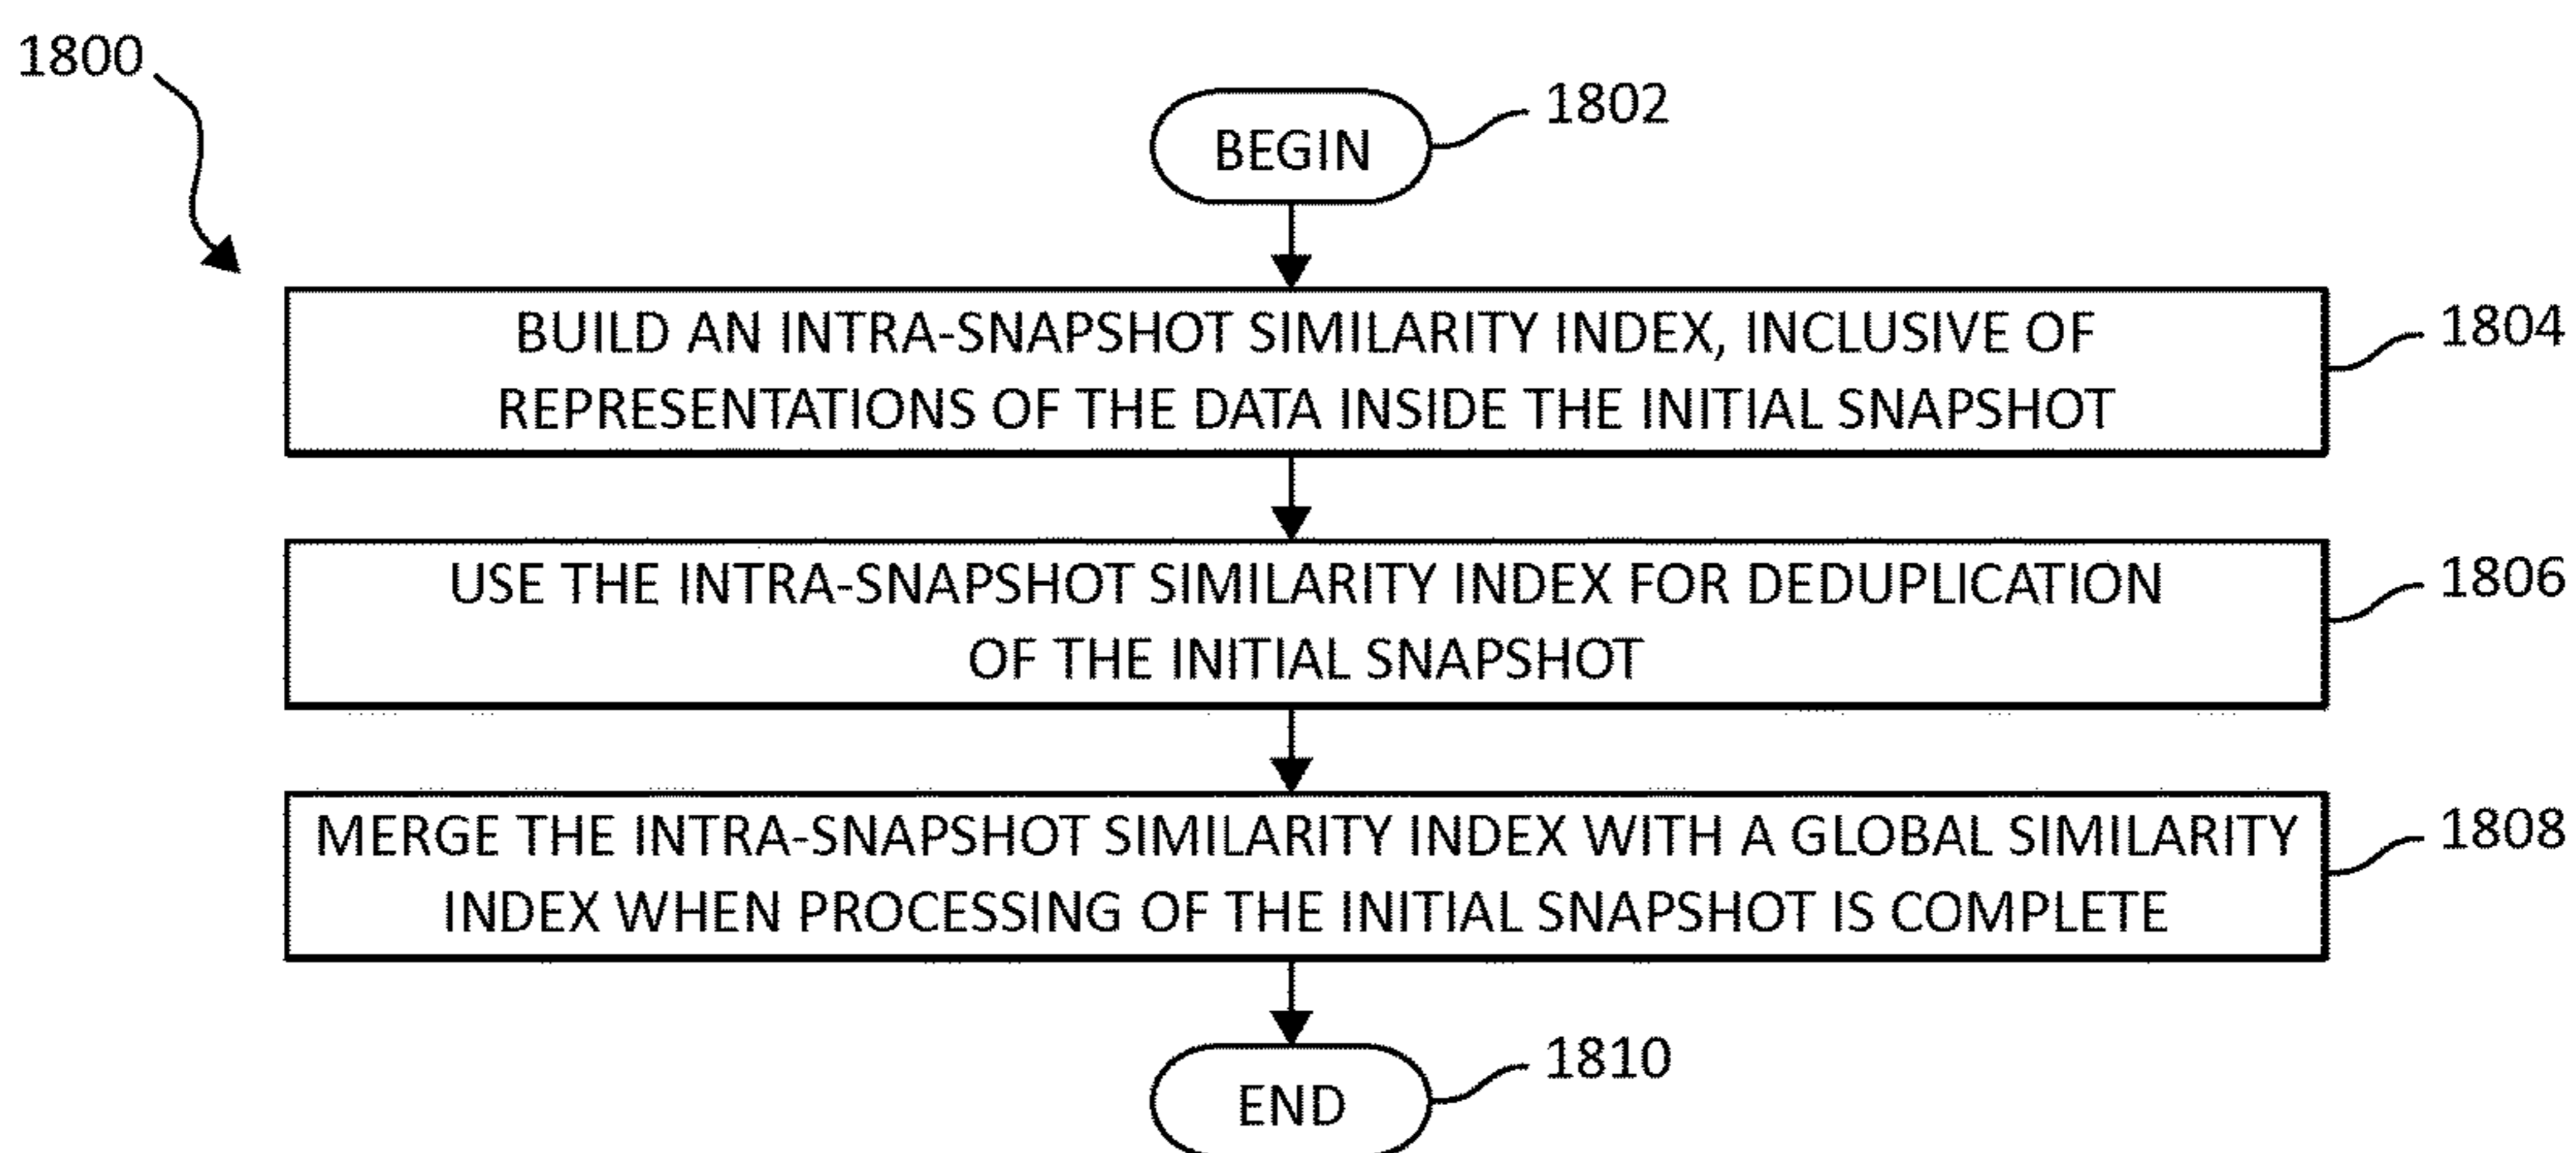 1800
BEGIN
1802
BUILD AN INTRA-SNAPSHOT SIMILARITY INDEX, INCLUSIVE OF
REPRESENTATIONS OF THE DATA INSIDE THE INITIAL SNAPSHOT
1804
USE THE INTRA-SNAPSHOT SIMILARITY INDEX FOR DEDUPLICATION
OF THE INITIAL SNAPSHOT
1806
MERGE THE INTRA-SNAPSHOT SIMILARITY INDEX WITH A GLOBAL SIMILARITY
INDEX WHEN PROCESSING OF THE INITIAL SNAPSHOT IS COMPLETE
1808
END
1810